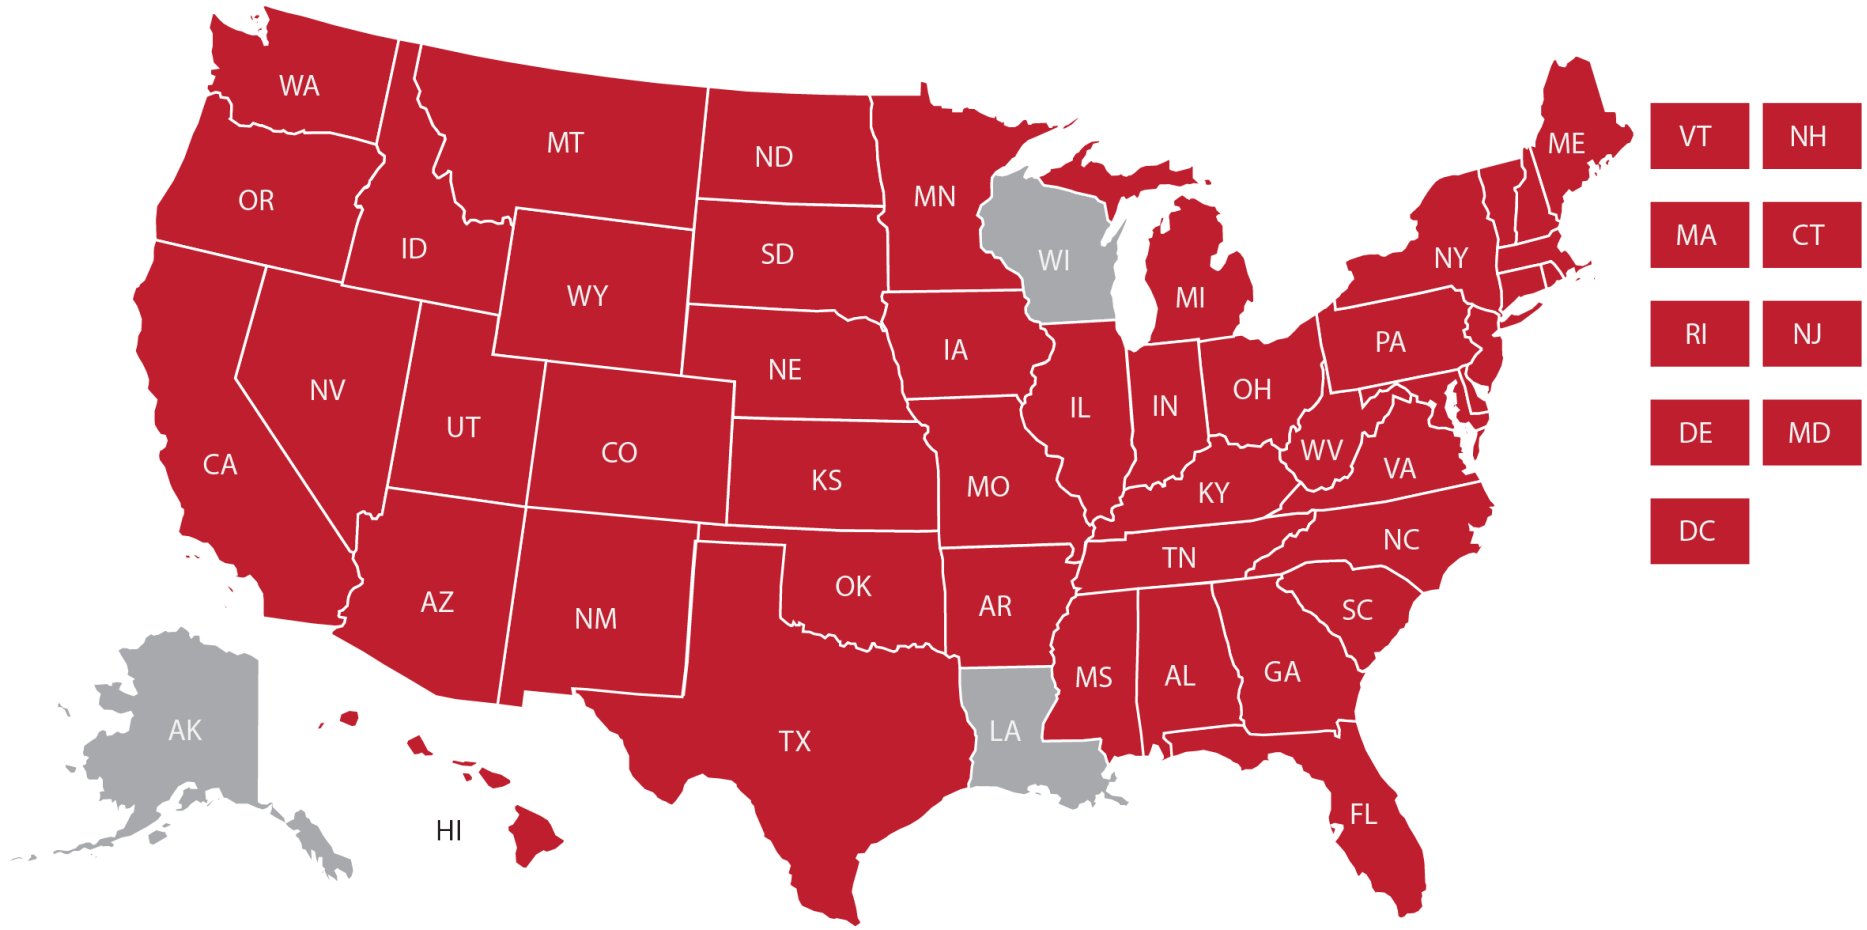 WA
MT
ND
MN
ME
VT NH
OR
ID
SD
WI
NY
MA CT
WY
MI
IA
PA
RI NJ
NE
NV
UT
CO
IL
IN
OH
WV
VA
DE MD
CA
KS
MO
KY
DC
AZ
NM
OK
AR
TN
NC
SC
MS
AL
GA
AK
TX
LA
FL
HI